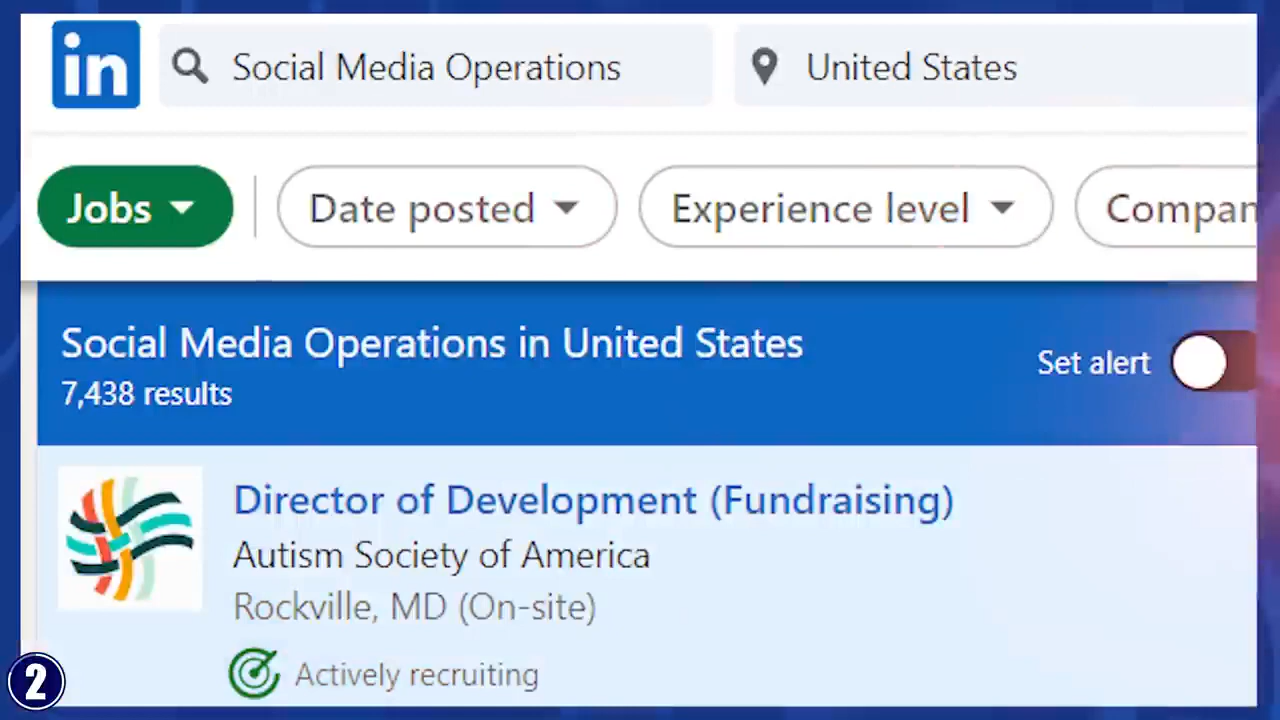 in
Social Media Operations
United States
Jobs
Date posted
Experience level
Compan
Social Media Operations in United States
7,438 results
Set alert
Director of Development (Fundraising)
Autism Society of America
Rockville, MD (On-site)
Actively recruiting
2